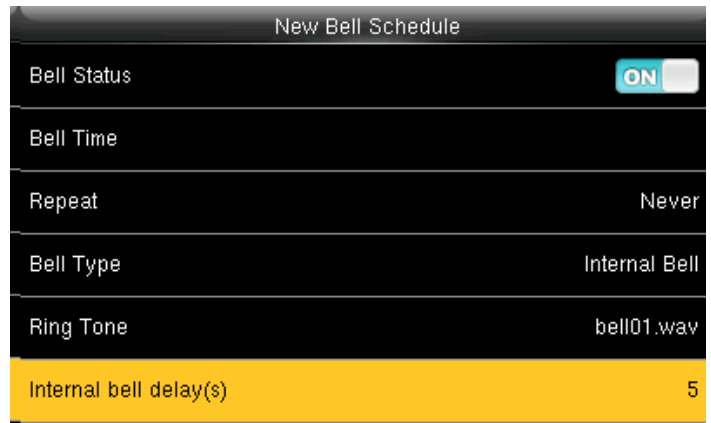 New Bell Schedule
Bell Status ON
Bell Time
Repeat Never
Bell Type Internal Bell
Ring Tone bell01.wav
Internal bell delay(s) 5